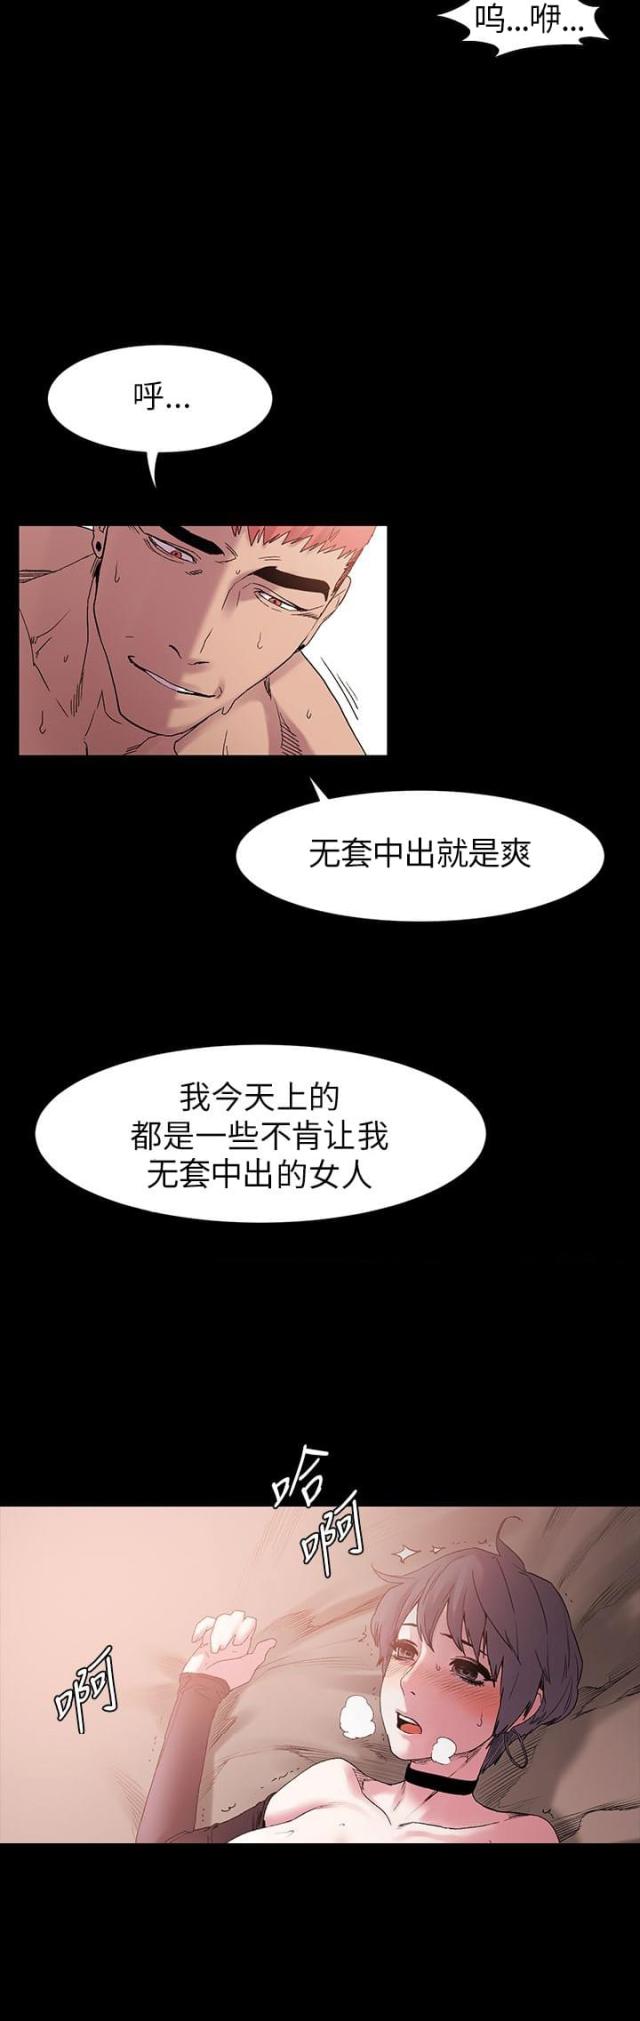 呜...咿...
呼...
无套中出就是爽
我今天上的
都是一些不肯让我
无套中出的女人
哈
啊
啊